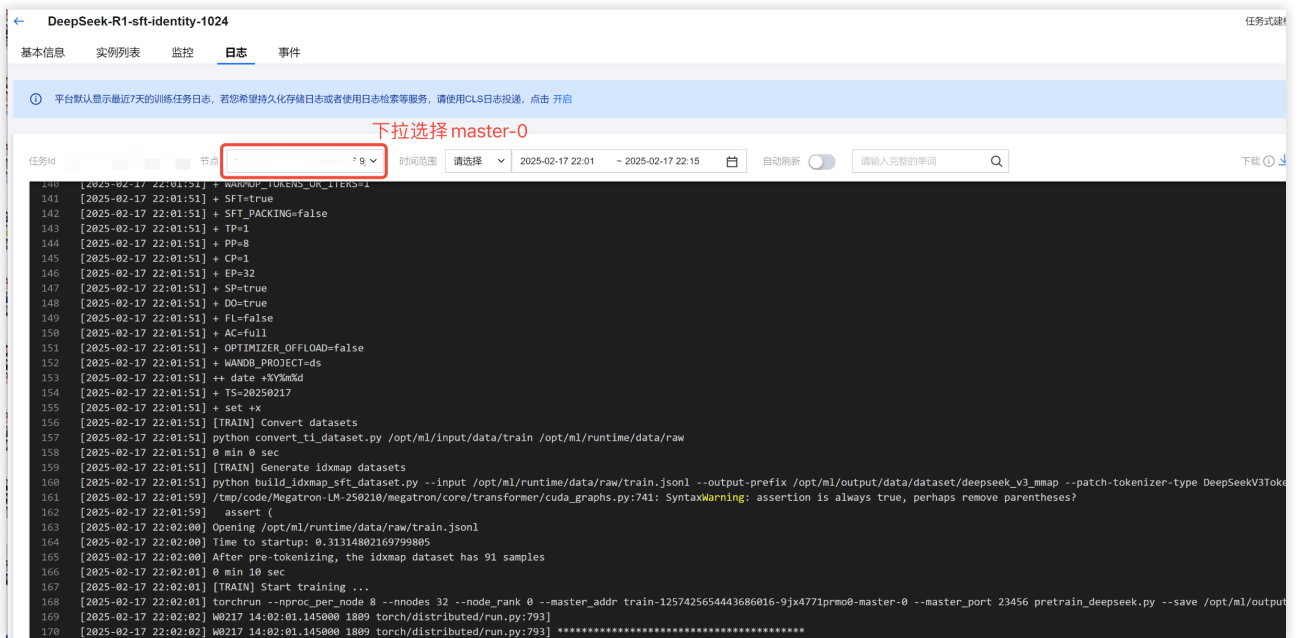 ← DeepSeek-R1-sft-identity-1024 任务式建
基本信息 实例列表 监控 日志 事件
平台默认显示最近7天的训练任务日志，若您希望持久化存储日志或者使用日志检索等服务，请使用CLS日志投递，点击 开启
下拉选择master-0
任务Id 节点 9 时间范围 请选择 2025-02-17 22:01 ~ 2025-02-17 22:15 自动刷新 请输入完整的单词 下载
140 [2025-02-17 22:01:51] + WARMUP_TOKENS_OR_ITERS=1
141 [2025-02-17 22:01:51] + SFT=true
142 [2025-02-17 22:01:51] + SFT_PACKING=false
143 [2025-02-17 22:01:51] + TP=1
144 [2025-02-17 22:01:51] + PP=8
145 [2025-02-17 22:01:51] + CP=1
146 [2025-02-17 22:01:51] + EP=32
147 [2025-02-17 22:01:51] + SP=true
148 [2025-02-17 22:01:51] + DO=true
149 [2025-02-17 22:01:51] + FL=false
150 [2025-02-17 22:01:51] + AC=full
151 [2025-02-17 22:01:51] + OPTIMIZER_OFFLOAD=false
152 [2025-02-17 22:01:51] + WANDB_PROJECT=ds
153 [2025-02-17 22:01:51] ++ date +%Y%m%d
154 [2025-02-17 22:01:51] + TS=20250217
155 [2025-02-17 22:01:51] + set +x
156 [2025-02-17 22:01:51] [TRAIN] Convert datasets
157 [2025-02-17 22:01:51] python convert_ti_dataset.py /opt/ml/input/data/train /opt/ml/runtime/data/raw
158 [2025-02-17 22:01:51] 0 min 0 sec
159 [2025-02-17 22:01:51] [TRAIN] Generate idxmap datasets
160 [2025-02-17 22:01:51] python build_idxmap_sft_dataset.py --input /opt/ml/runtime/data/raw/train.jsonl --output-prefix /opt/ml/output/data/dataset/deepseek_v3_mmap --patch-tokenizer-type DeepSeekV3Toke
161 [2025-02-17 22:01:59] /tmp/code/Megatron-LM-250210/megatron/core/transformer/cuda_graphs.py:741: SyntaxWarning: assertion is always true, perhaps remove parentheses?
162 [2025-02-17 22:01:59] assert (
163 [2025-02-17 22:02:00] Opening /opt/ml/runtime/data/raw/train.jsonl
164 [2025-02-17 22:02:00] Time to startup: 0.31314802169799805
165 [2025-02-17 22:02:00] After pre-tokenizing, the idxmap dataset has 91 samples
166 [2025-02-17 22:02:01] 0 min 10 sec
167 [2025-02-17 22:02:01] [TRAIN] Start training ...
168 [2025-02-17 22:02:01] torchrun --nproc_per_node 8 --nnodes 32 --node_rank 0 --master_addr train-1257425654443686016-9jx4771prmo0-master-0 --master_port 23456 pretrain_deepseek.py --save /opt/ml/output
169 [2025-02-17 22:02:02] W0217 14:02:01.145000 1809 torch/distributed/run.py:793]
170 [2025-02-17 22:02:02] W0217 14:02:01.145000 1809 torch/distributed/run.py:793] *****************************************